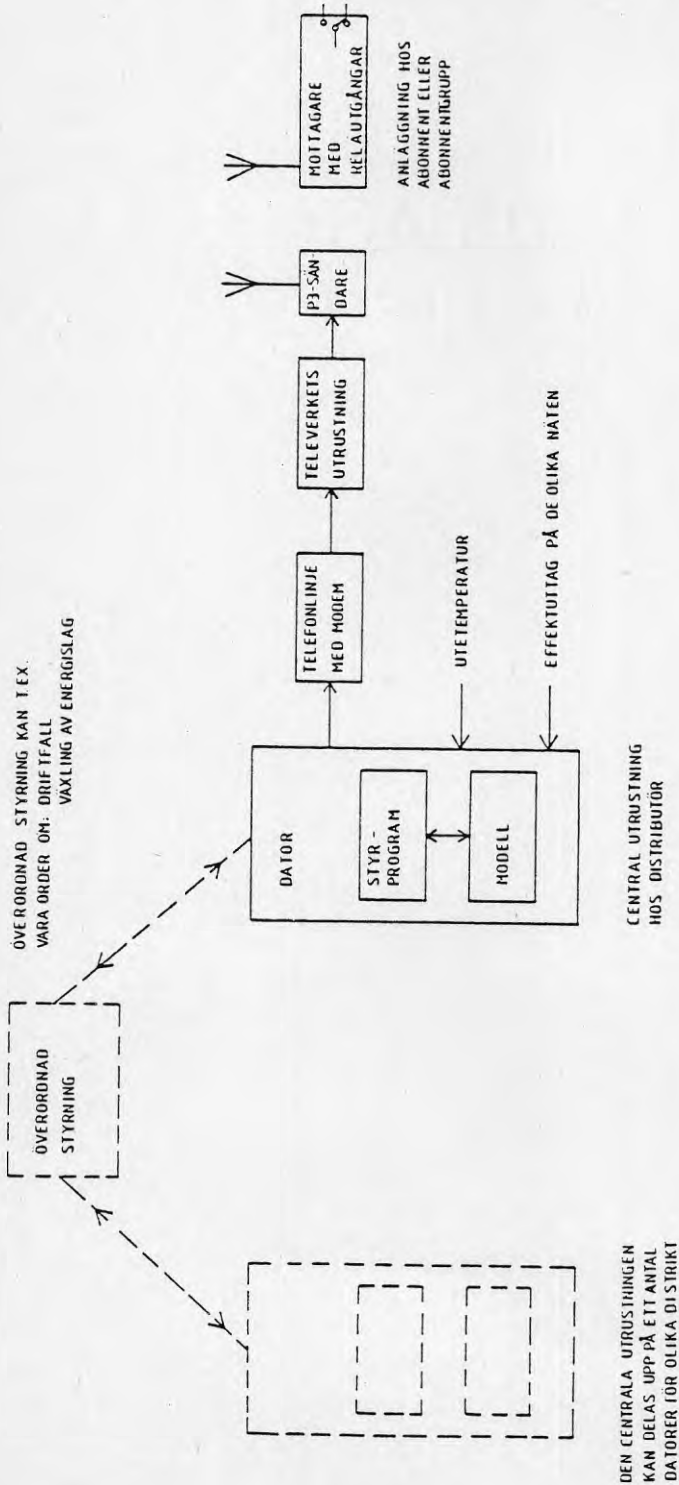 ÖVERORDNAD STYRNING KAN T.EX.
VARA ORDER OM: DRIFTFALL
VÄXLING AV ENERGISLAG
ÖVERORDNAD
STYRNING
DATOR
STYR-
PROGRAM
MODELL
TELEFONLINJE
MED MODEM
TELEVERKETS
UTRUSTNING
P3-SÄN-
DARE
MOTTAGARE
MED
RELAUTGÅNGAR
UTETEMPERATUR
EFFEKTUTTAG PÅ DE OLIKA NÄTEN
DEN CENTRALA UTRUSTNINGEN
KAN DELAS UPP PÅ ETT ANTAL
DATORER FÖR OLIKA DISTRIKT
CENTRAL UTRUSTNING
HOS DISTRIBUTÖR
ANLÄGGNING HOS
ABONNENT ELLER
ABONNENTGRUPP